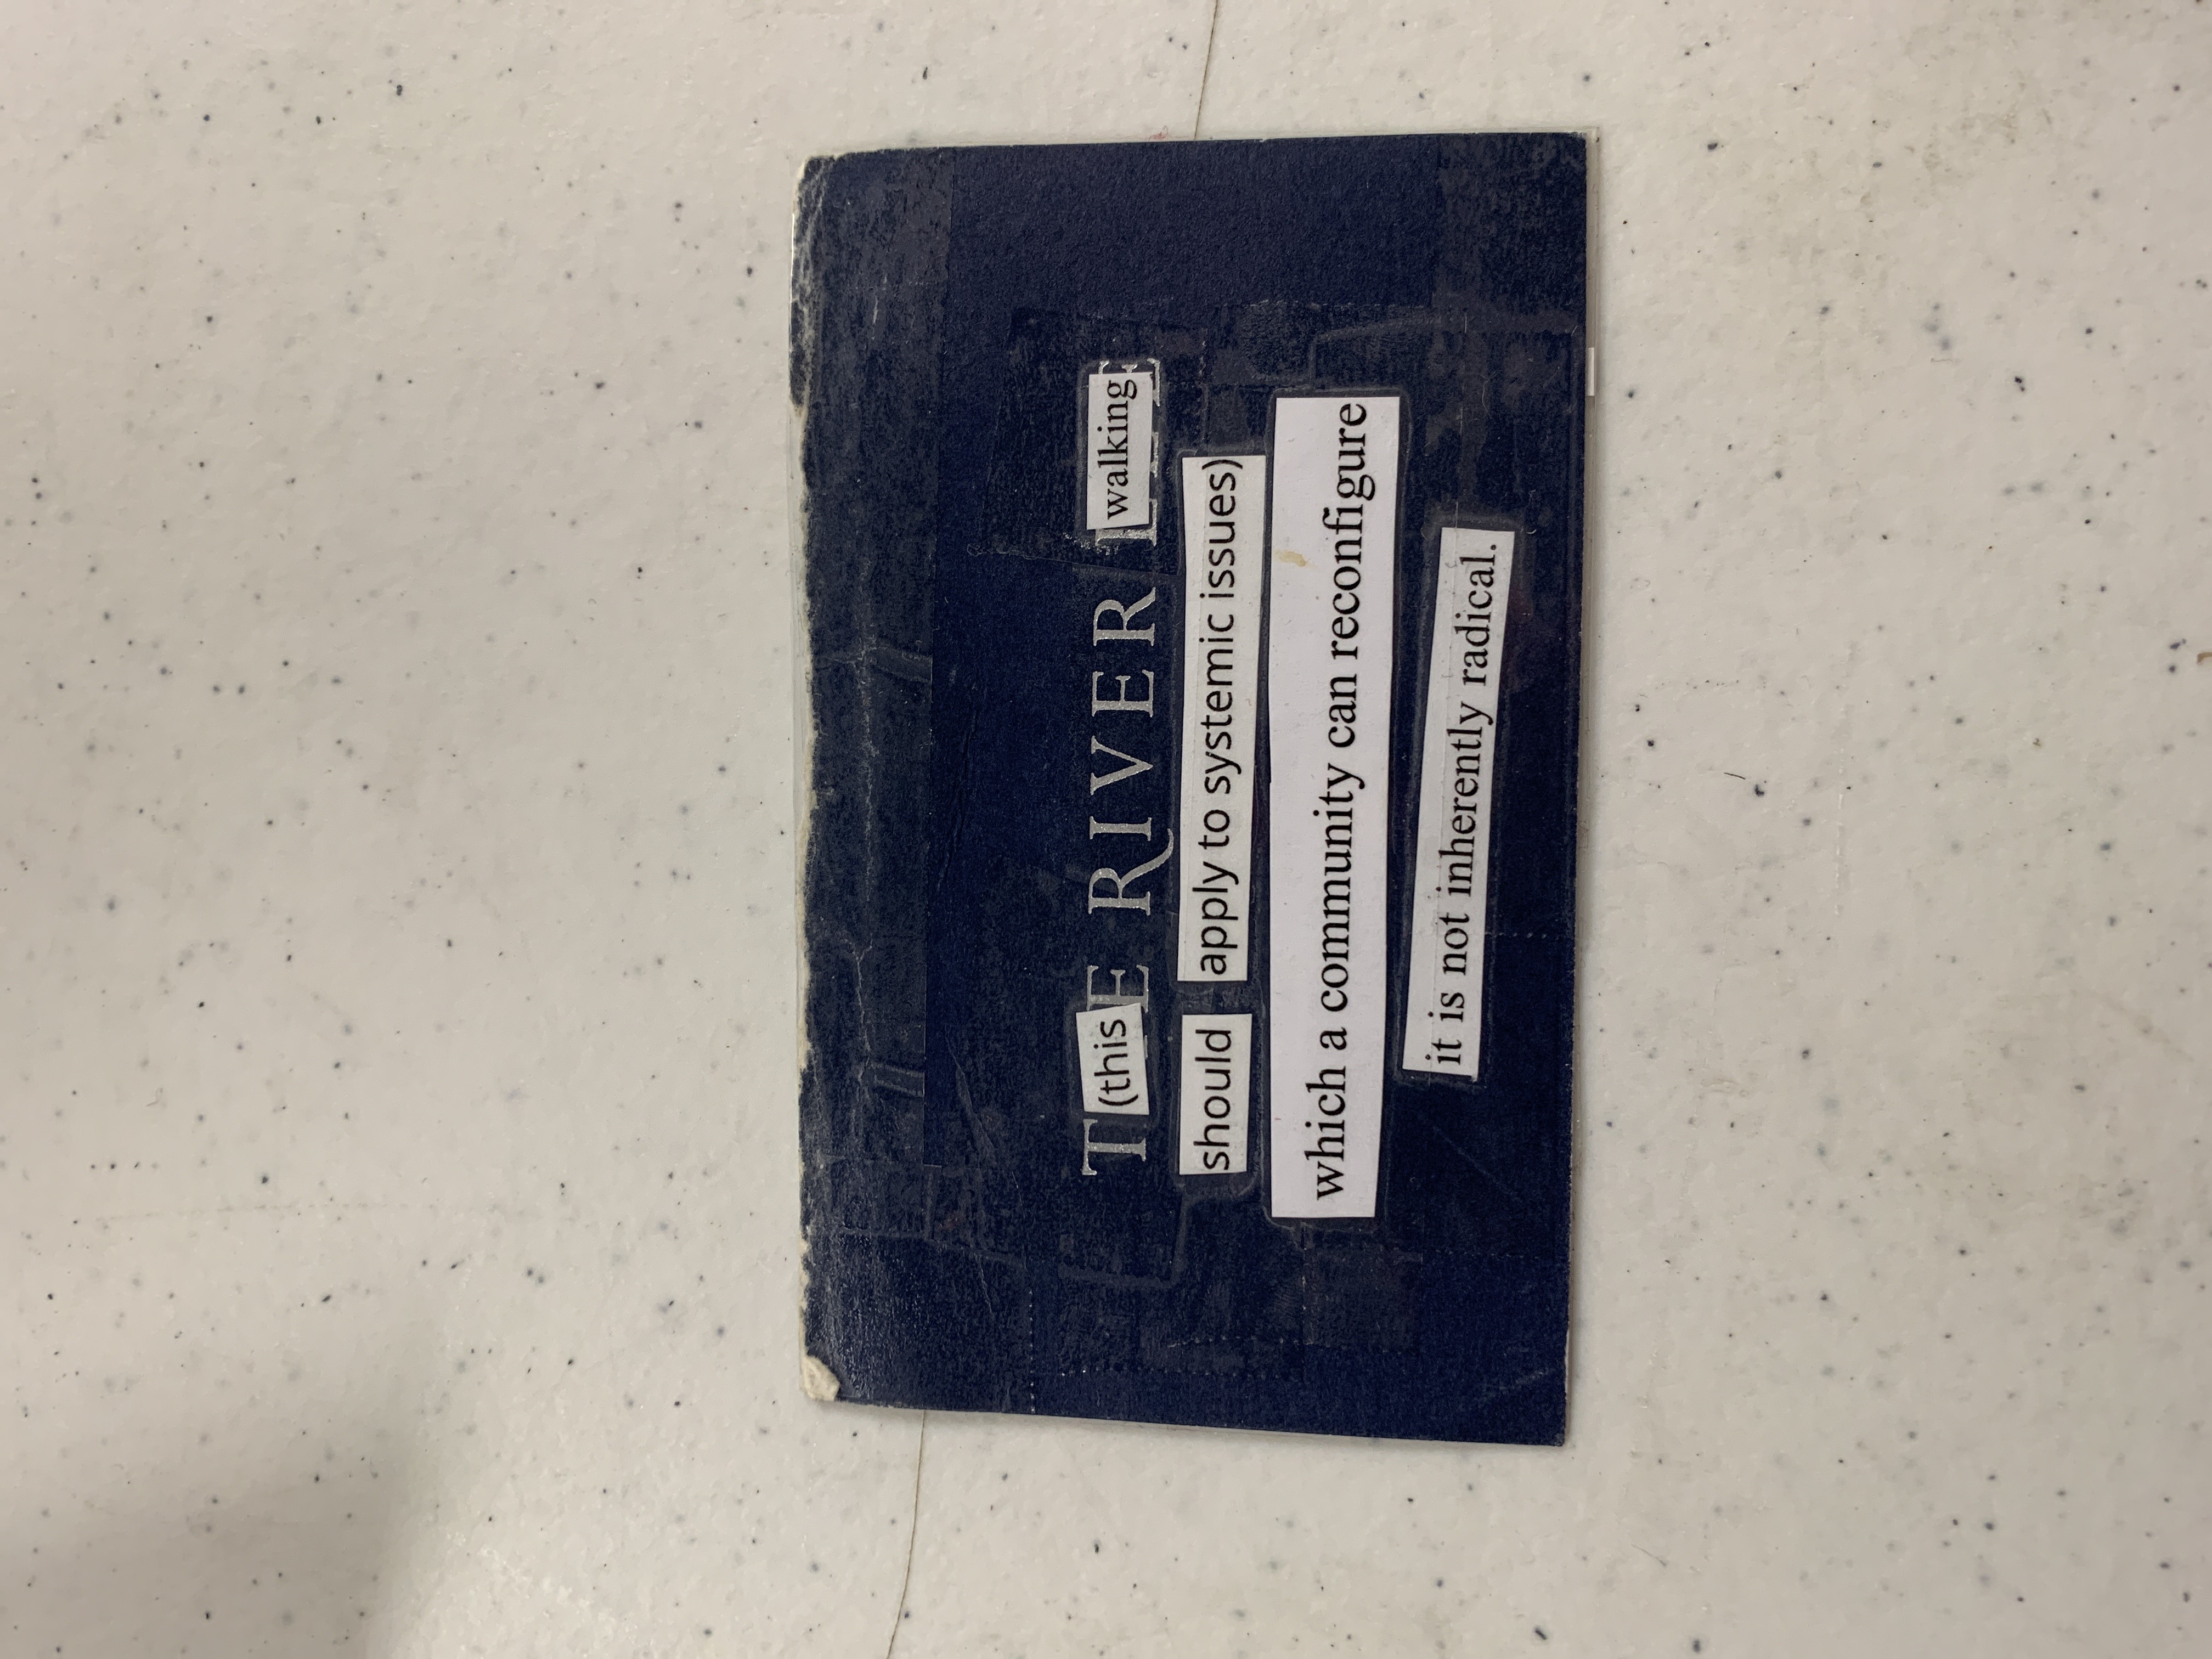 T (this E RIVER walking
should apply to systemic issues)
which a community can reconfigure
it is not inherently radical.